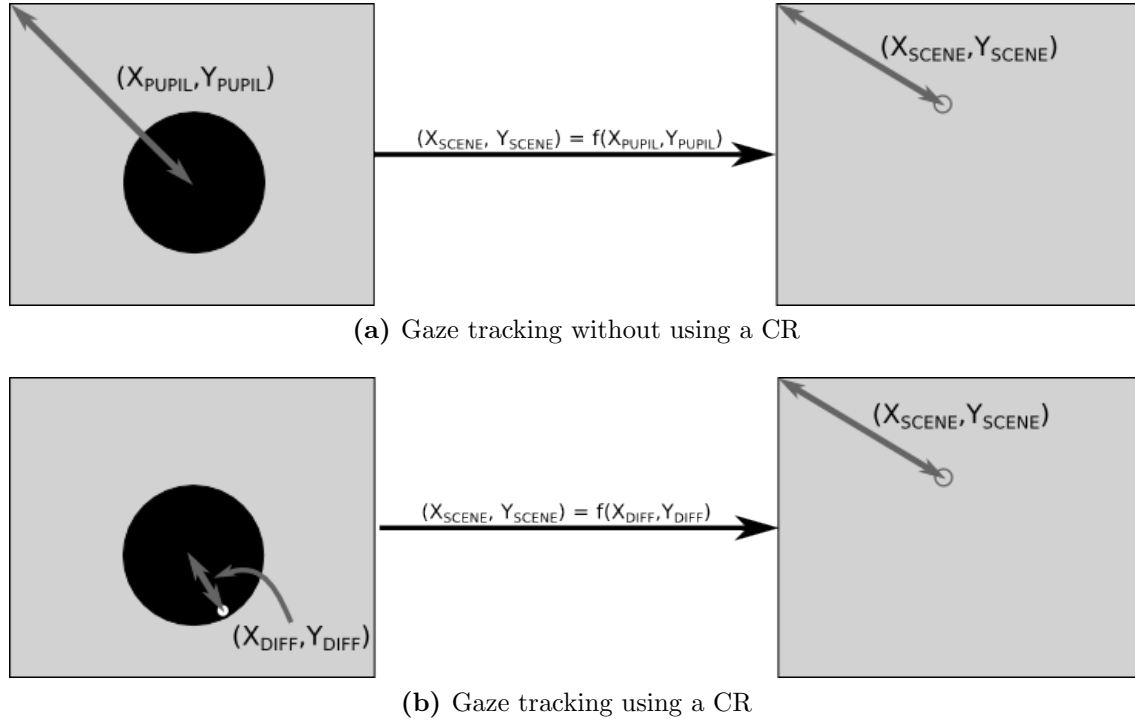 (X_PUPIL,Y_PUPIL)
(X_SCENE, Y_SCENE) = f(X_PUPIL,Y_PUPIL)
(X_SCENE,Y_SCENE)
(a) Gaze tracking without using a CR
(X_DIFF,Y_DIFF)
(X_SCENE, Y_SCENE) = f(X_DIFF,Y_DIFF)
(X_SCENE,Y_SCENE)
(b) Gaze tracking using a CR